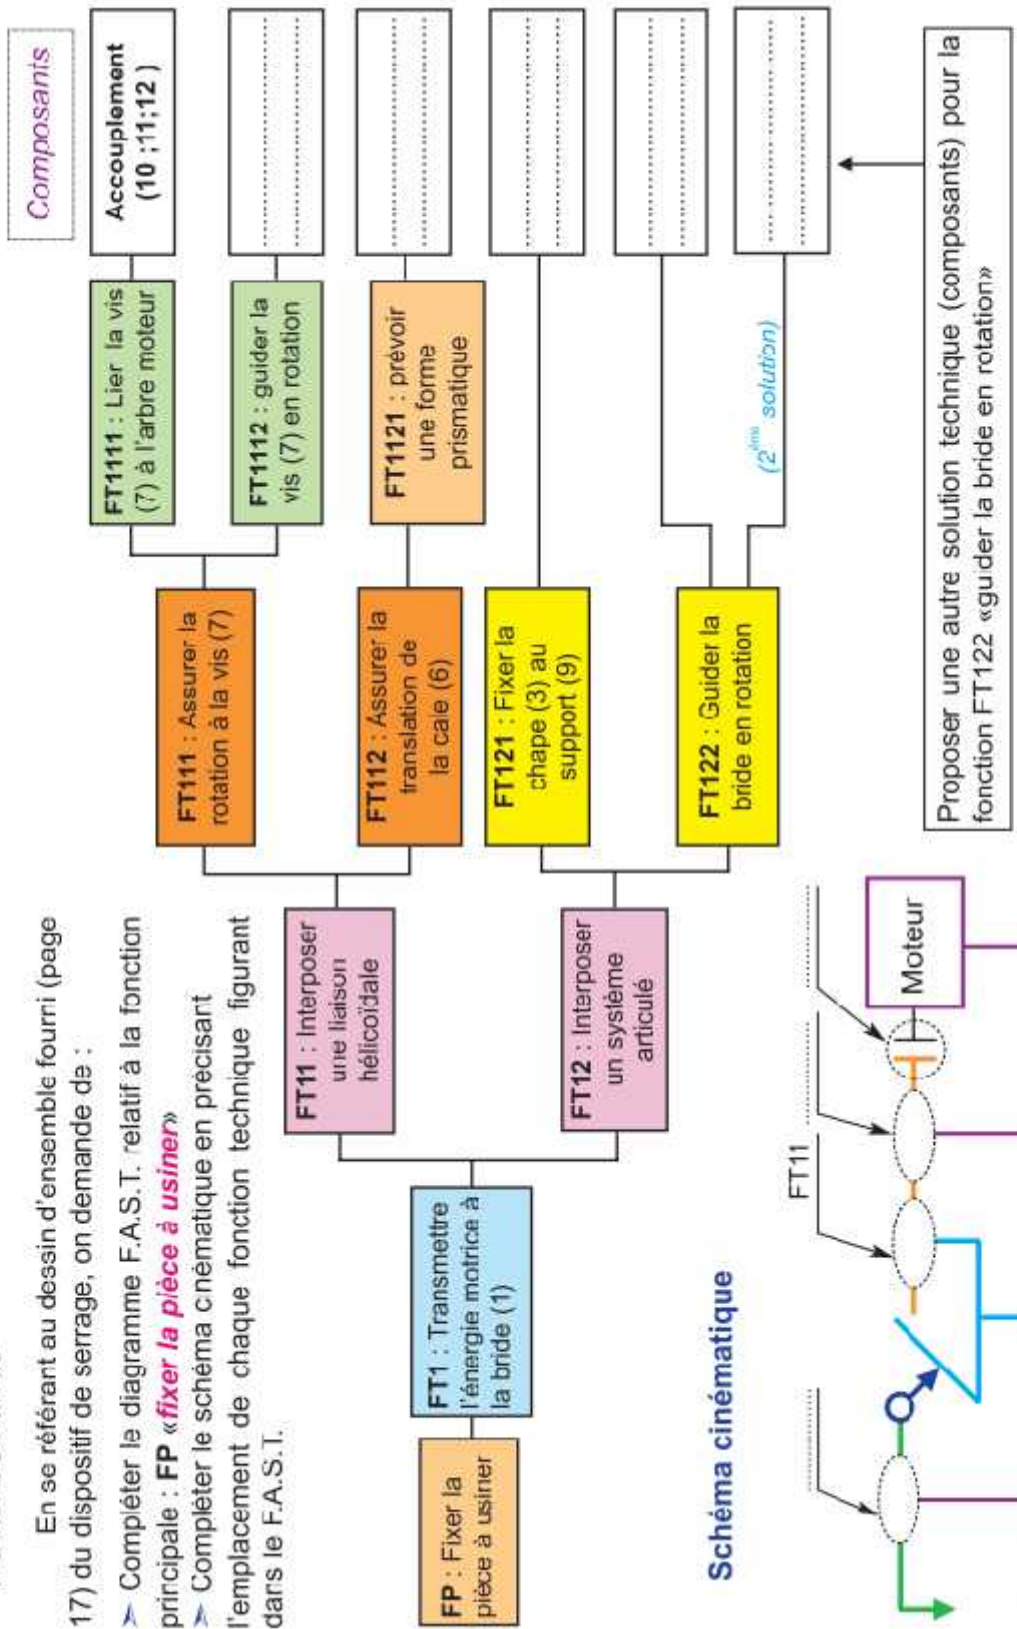 En se référant au dessin d'ensemble fourni (page
17) du dispositif de serrage, on demande de :
➤ Compléter le diagramme F.A.S.T. relatif à la fonction
principale : FP «fixer la pièce à usiner»
➤ Compléter le schéma cinématique en précisant
l'emplacement de chaque fonction technique figurant
dans le F.A.S.T.
Composants
FP : Fixer la
pièce à usiner
FT1 : Transmettre
l'énergie motrice à
la bride (1)
FT11 : Interposer
une liaison
hélicoïdale
FT12 : Interposer
un système
articulé
FT111 : Assurer la
rotation à la vis (7)
FT112 : Assurer la
translation de
la cale (6)
FT121 : Fixer la
chape (3) au
support (9)
FT122 : Guider la
bride en rotation
FT1111 : Lier la vis
(7) à l'arbre moteur
FT1112 : guider la
vis (7) en rotation
FT1121 : prévoir
une forme
prismatique
(2ème solution)
Accouplement
(10 ;11;12 )
Proposer une autre solution technique (composants) pour la
fonction FT122 «guider la bride en rotation»
Schéma cinématique
FT11
Moteur